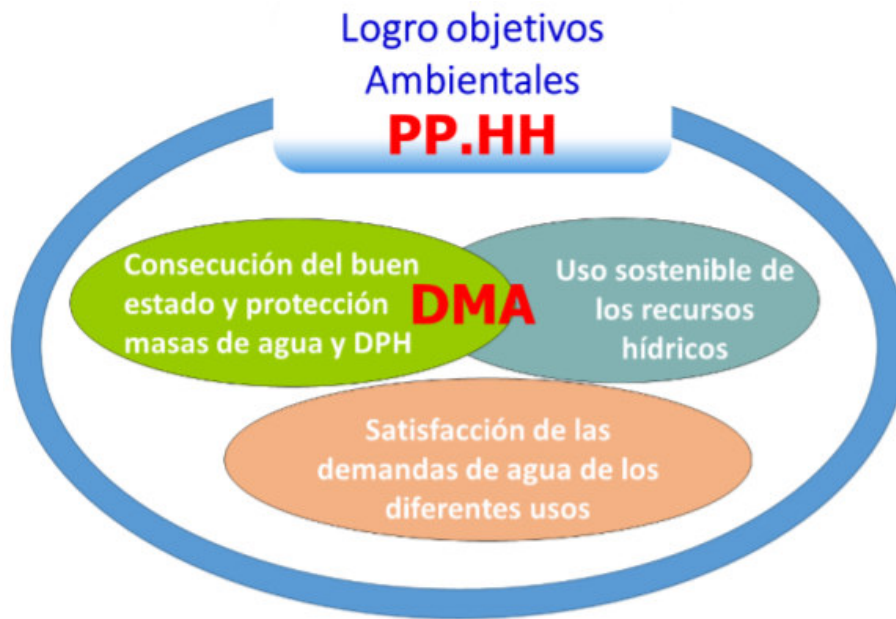 Logro objetivos
Ambientales
PP.HH
Consecución del buen
estado y protección
masas de agua y DPH
DMA
Uso sostenible de
los recursos
hídricos
Satisfacción de las
demandas de agua de los
diferentes usos